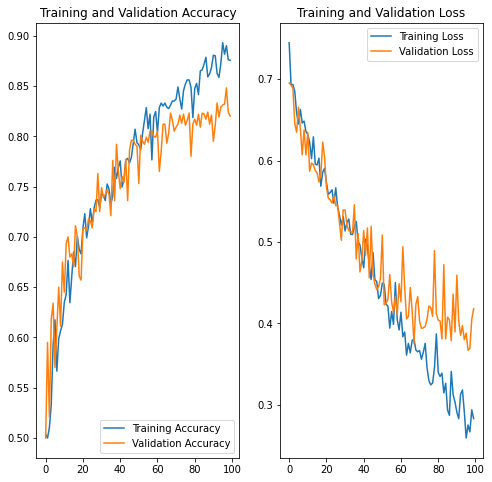 Training and Validation Accuracy
0.90
0.85
0.80
0.75
0.70
0.65
0.60
0.55
0.50
0 20 40 60 80 100
Training Accuracy
Validation Accuracy
Training and Validation Loss
0.7
0.6
0.5
0.4
0.3
0 20 40 60 80 100
Training Loss
Validation Loss